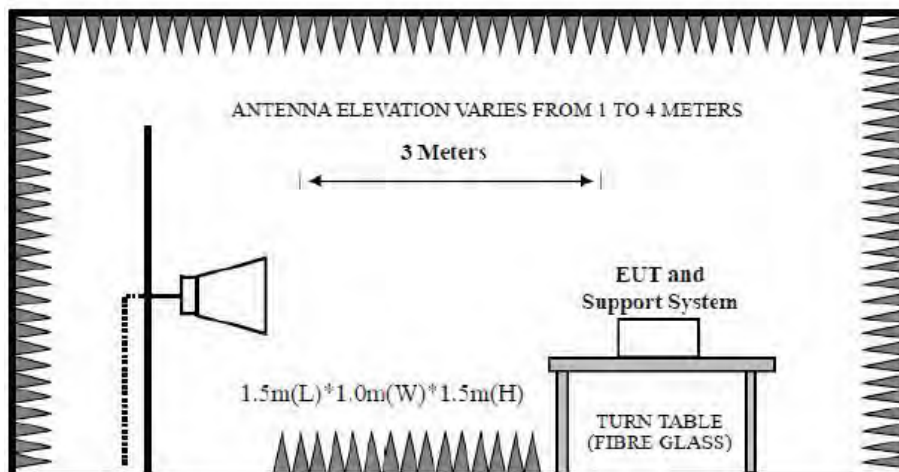 ANTENNA ELEVATION VARIES FROM 1 TO 4 METERS
3 Meters
EUT and
Support System
1.5m(L)*1.0m(W)*1.5m(H)
TURN TABLE
(FIBRE GLASS)